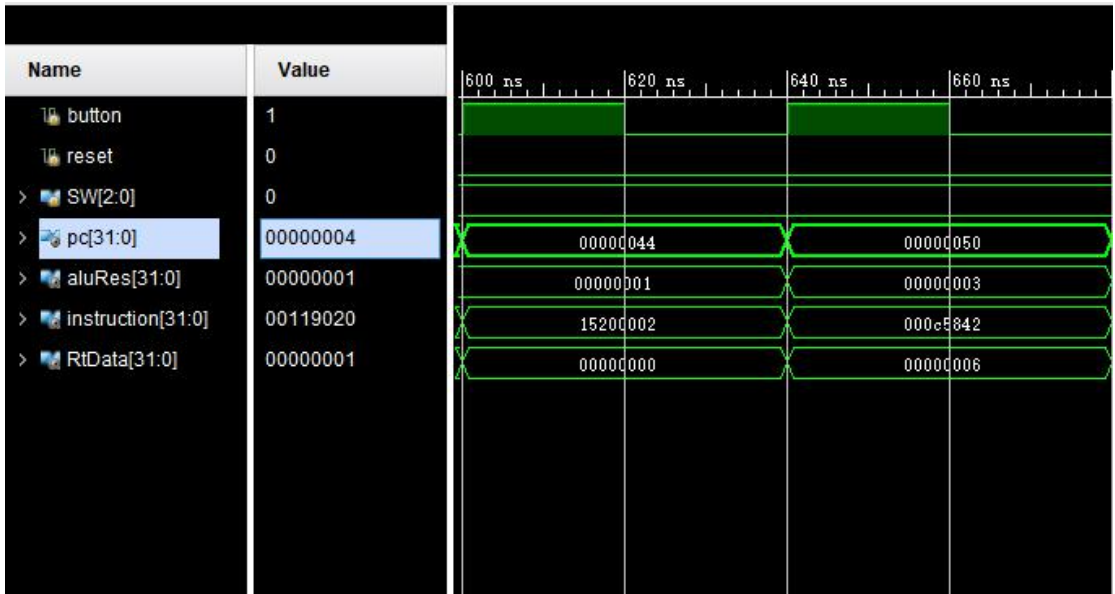 Name Value
600 ns 620 ns 640 ns 660 ns
button 1
reset 0
> SW[2:0] 0
> pc[31:0] 00000004 00000044 00000050
> aluRes[31:0] 00000001 00000001 00000003
> instruction[31:0] 00119020 15200002 000c5842
> RtData[31:0] 00000001 00000000 00000006